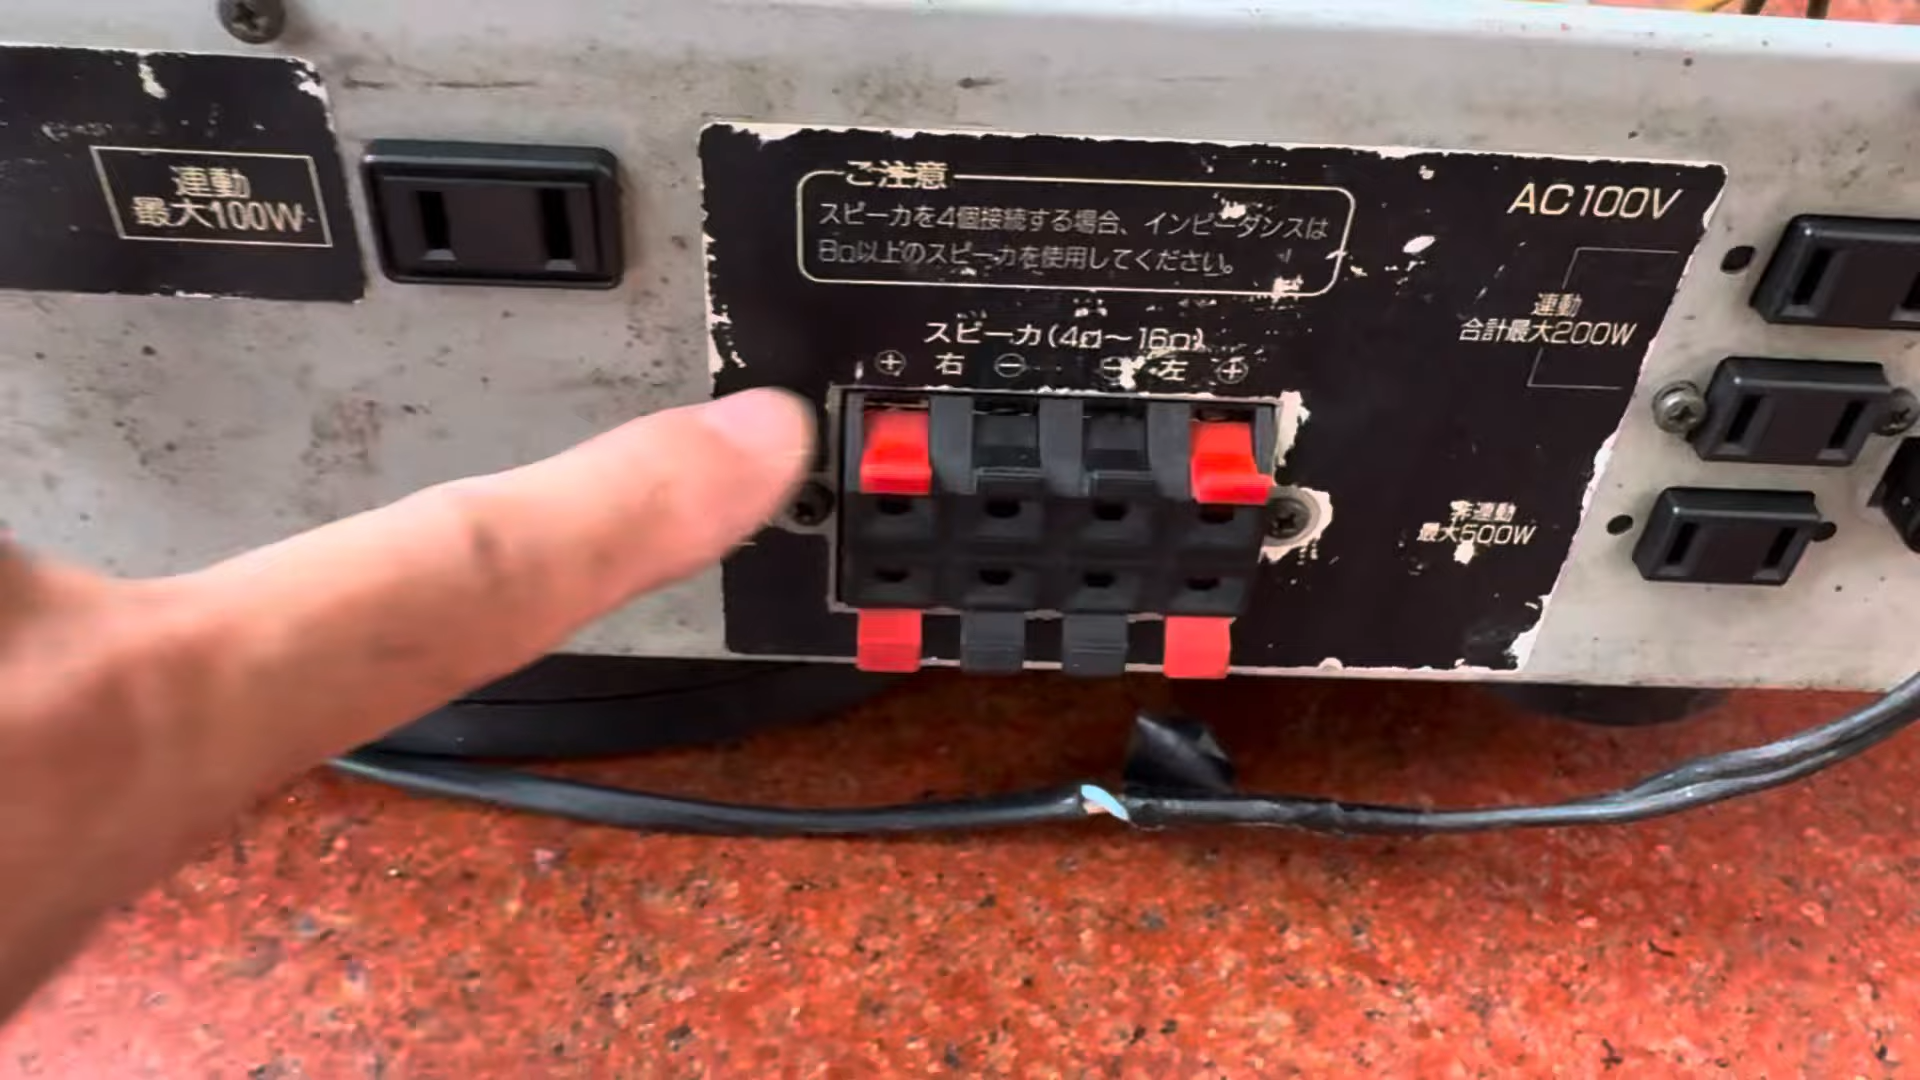 連動
最大100W
ご注意
スピーカを4個接続する場合、インピーダンスは
8Ω以上のスピーカを使用してください。
スピーカ(4Ω～16Ω)
⊕ 右 ⊖ ⊖ 左 ⊕
AC100V
連動
合計最大200W
非連動
最大500W